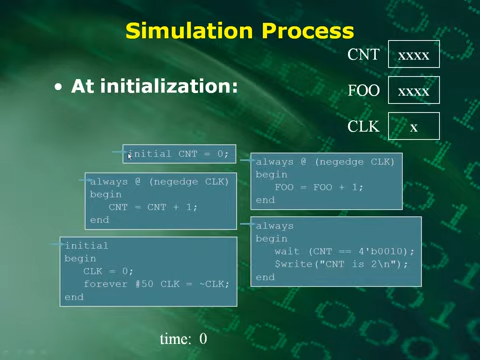 Simulation Process
CNT xxxx
• At initialization:
FOO xxxx
CLK x
initial CNT = 0;
always @ (negedge CLK)
begin
FOO = FOO + 1;
end
always @ (negedge CLK)
begin
CNT = CNT + 1;
end
always
begin
wait (CNT == 4'b0010);
$write("CNT is 2\n");
end
initial
begin
CLK = 0;
forever #50 CLK = ~CLK;
end
time: 0